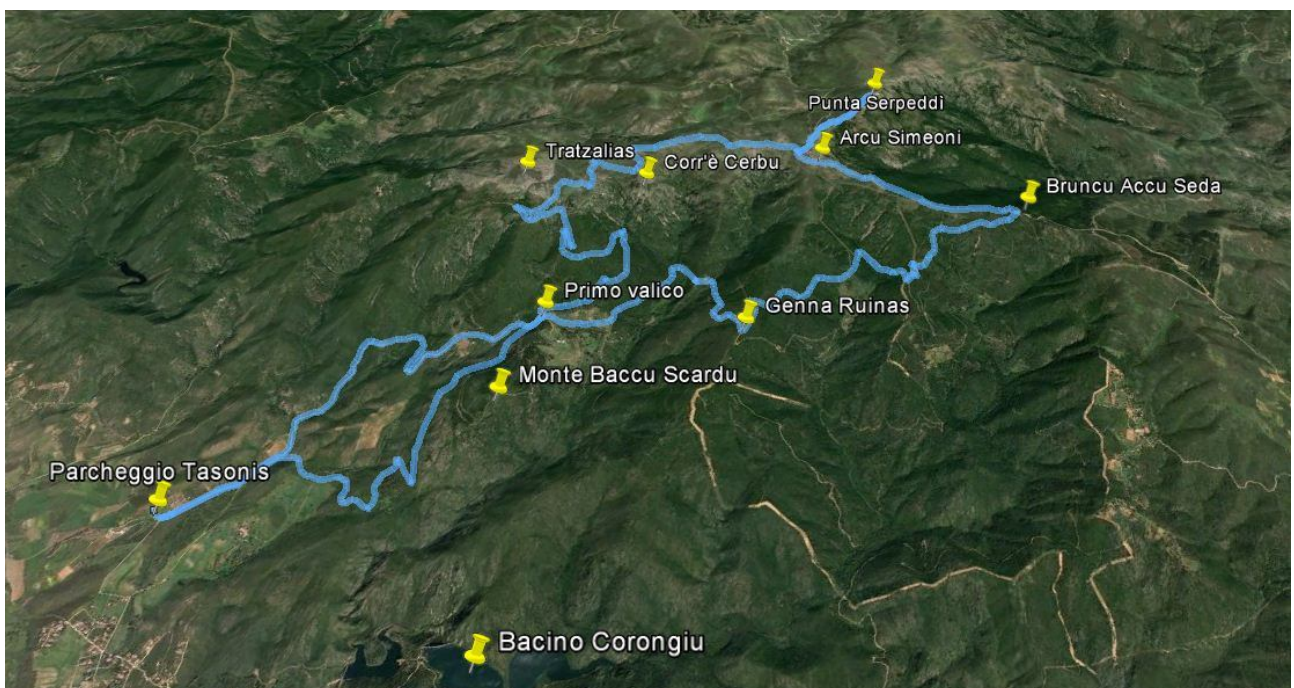 Punta Serpeddì
Arcu Simeoni
Tratzalias
Corr'è Cerbu
Bruncu Accu Seda
Primo valico
Genna Ruinas
Monte Baccu Scardu
Parcheggio Tasonis
Bacino Corongiu